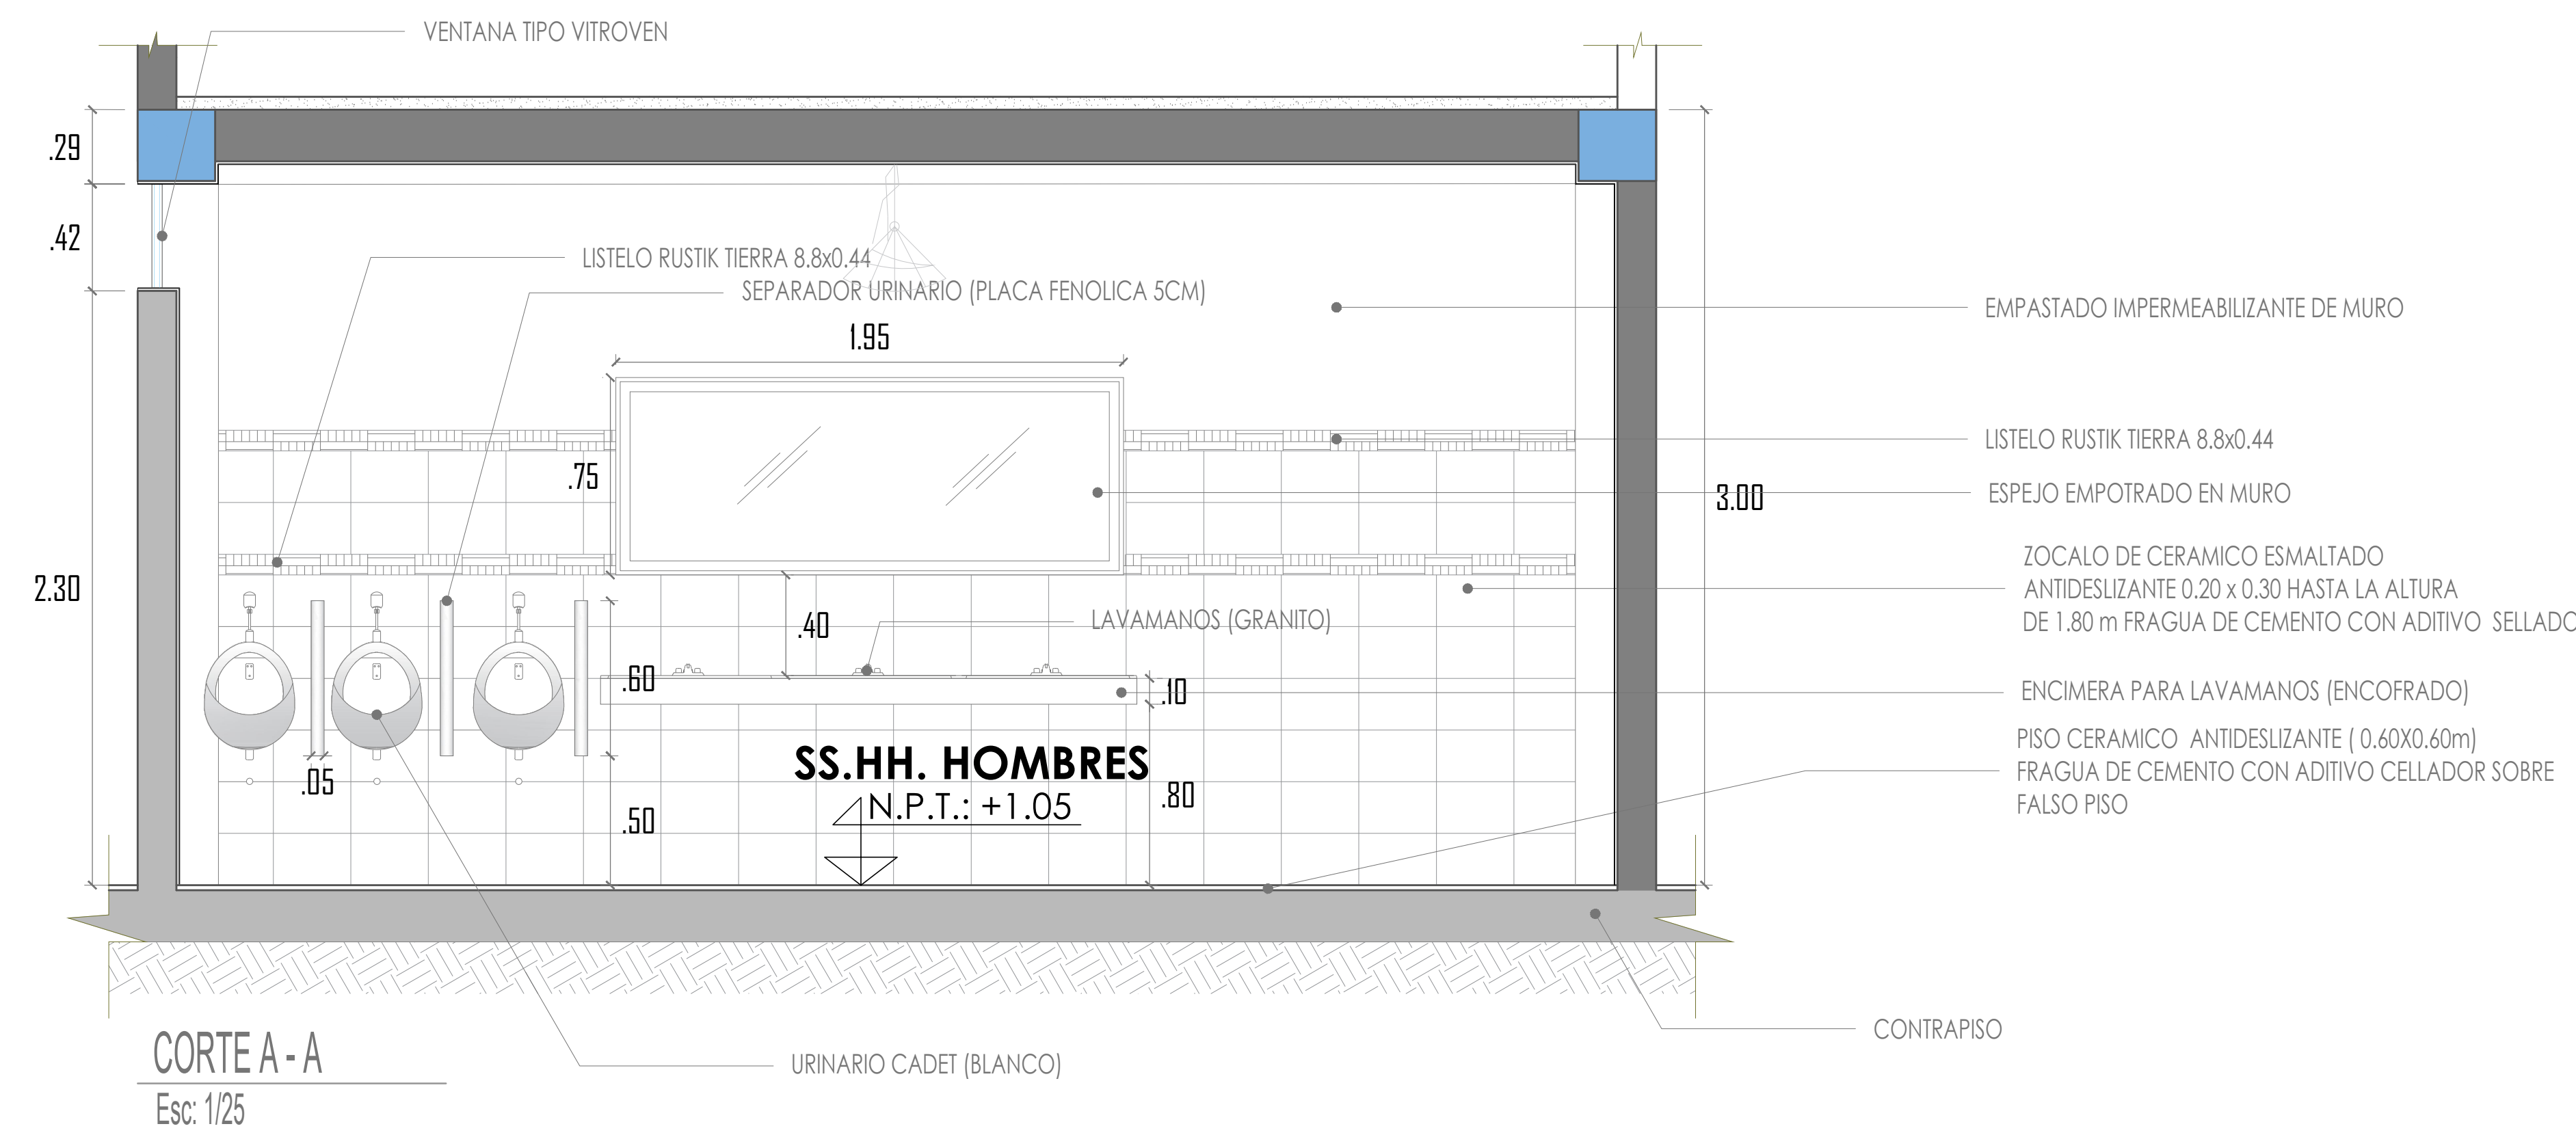 VENTANA TIPO VITROVEN
.29
.42
LISTELO RUSTIK TIERRA 8.8x0.44
SEPARADOR URINARIO (PLACA FENOLICA 5CM)
EMPASTADO IMPERMEABILIZANTE DE MURO
1.95
LISTELO RUSTIK TIERRA 8.8x0.44
.75
ESPEJO EMPOTRADO EN MURO
3.00
2.30
ZOCALO DE CERAMICO ESMALTADO
ANTIDESLIZANTE 0.20 x 0.30 HASTA LA ALTURA
DE 1.80 m FRAGUA DE CEMENTO CON ADITIVO SELLADO
.40
LAVAMANOS (GRANITO)
.60
.10
ENCIMERA PARA LAVAMANOS (ENCOFRADO)
PISO CERAMICO ANTIDESLIZANTE ( 0.60X0.60m)
FRAGUA DE CEMENTO CON ADITIVO CELLADOR SOBRE
FALSO PISO
SS.HH. HOMBRES
N.P.T.: +1.05
.05
.50
.80
CONTRAPISO
URINARIO CADET (BLANCO)
CORTE A - A
Esc: 1/25